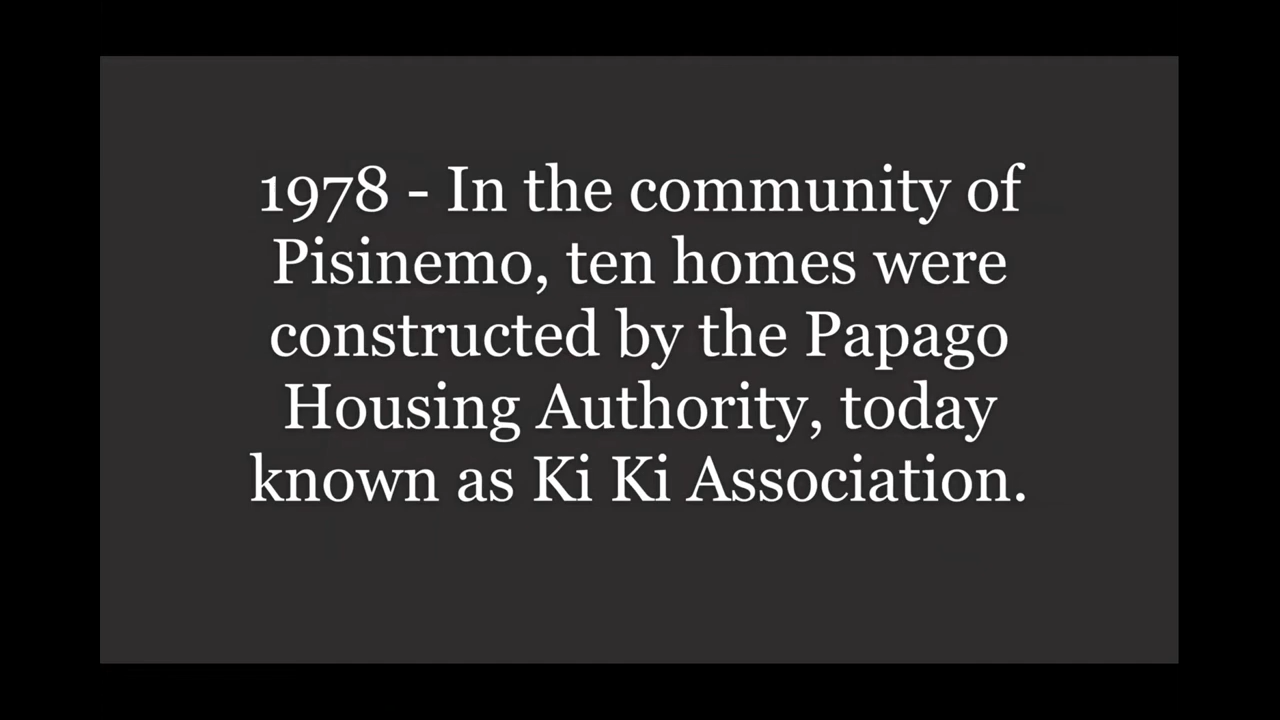 1978 - In the community of
Pisinemo, ten homes were
constructed by the Papago
Housing Authority, today
known as Ki Ki Association.